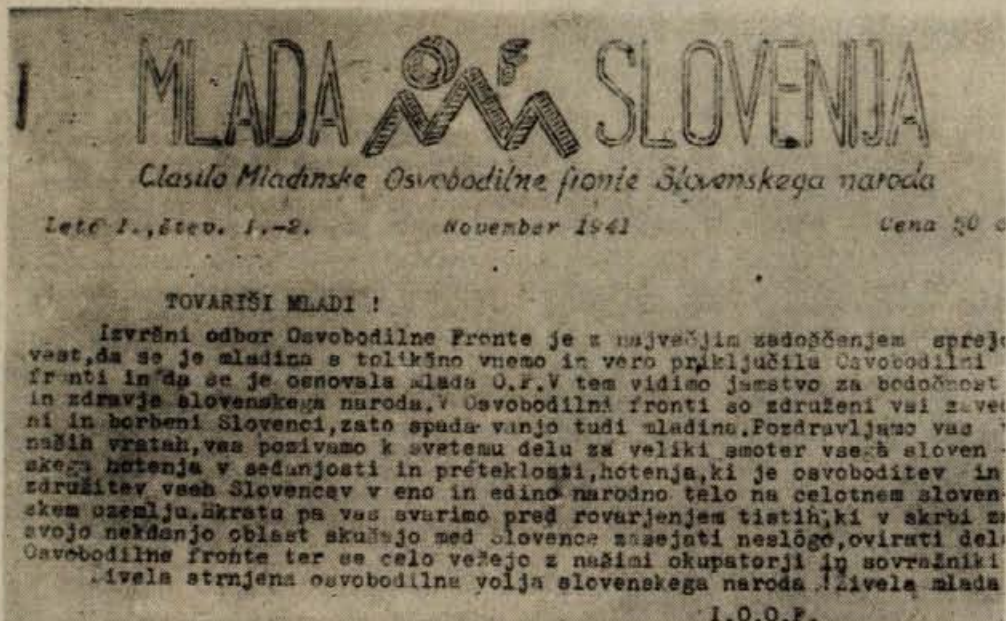 MLADA OF SLOVENIJA
Glasilo Mladinske Osvobodilne fronte Slovenskega naroda
Leto I., štev. 1.-2. November 1941 Cena 50
TOVARIŠI MLADI !
Izvršni odbor Osvobodilne Fronte je z največjim zadoščenjem spreje
vest,da se je mladina s tolikšno vnemo in vero priključila Osvobodilni
fronti in da se je osnovala mlada O.F.V tem vidimo jamstvo za bodočnost
in zdravje slovenskega naroda.V Osvobodilni fronti so združeni vsi zave
ni in borbeni Slovenci,zato spada vanjo tudi mladina.Pozdravljamo vas
naših vratah,vas pozivamo k svetemu delu za veliki smoter vsega sloven
skega hotenja v sedanjosti in preteklosti,hotenja,ki je osvoboditev in
združitev vseh Slovencev v eno in edino narodno telo na celotnem sloven
skem ozemlju.Hkratu pa vas svarimo pred rovarjenjem tistih,ki v skrbi z
svojo nekdanjo oblast skušajo med Slovence zasejati neslogo,ovirati del
Osvobodilne fronte ter se celo vežejo z našimi okupatorji in sovražniki
Živela strnjena osvobodilna volja slovenskega naroda !Živela mlada
I.O.O.F.